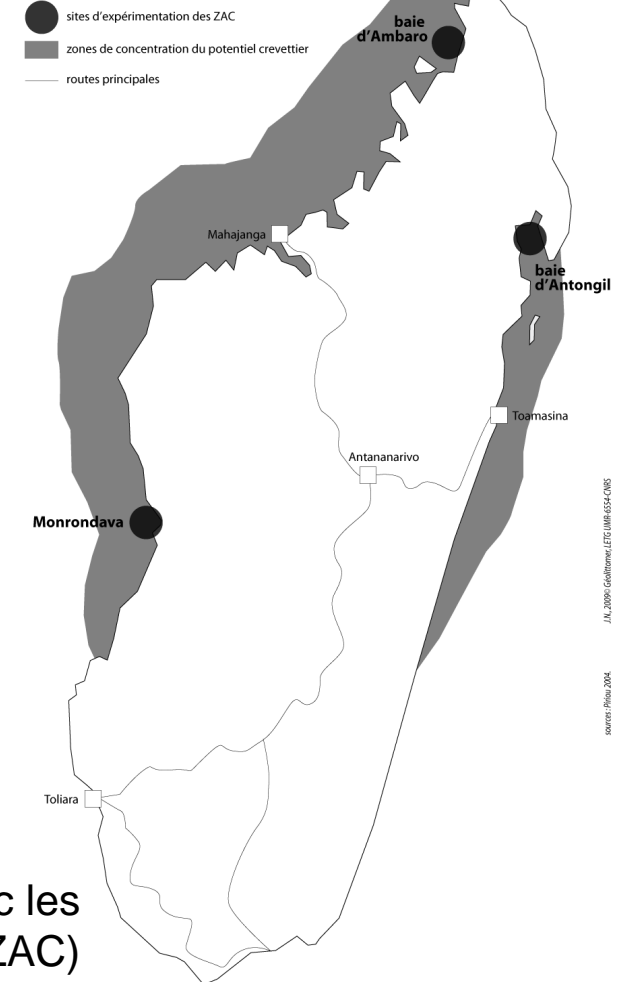 sites d'expérimentation des ZAC
zones de concentration du potentiel crevettier
routes principales
baie
d'Ambaro
Mahajanga
baie
d'Antongil
Toamasina
Antananarivo
Monrondava
J.N., 2009© Géolittomer, LETG UMR-6554-CNRS
sources : Piriou 2004.
Toliara
c les
ZAC)